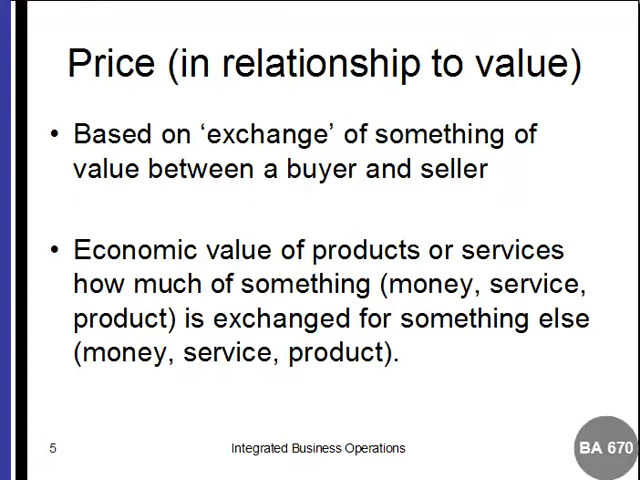 Price (in relationship to value)
• Based on ‘exchange’ of something of
value between a buyer and seller
• Economic value of products or services
how much of something (money, service,
product) is exchanged for something else
(money, service, product).
5
Integrated Business Operations
BA 670